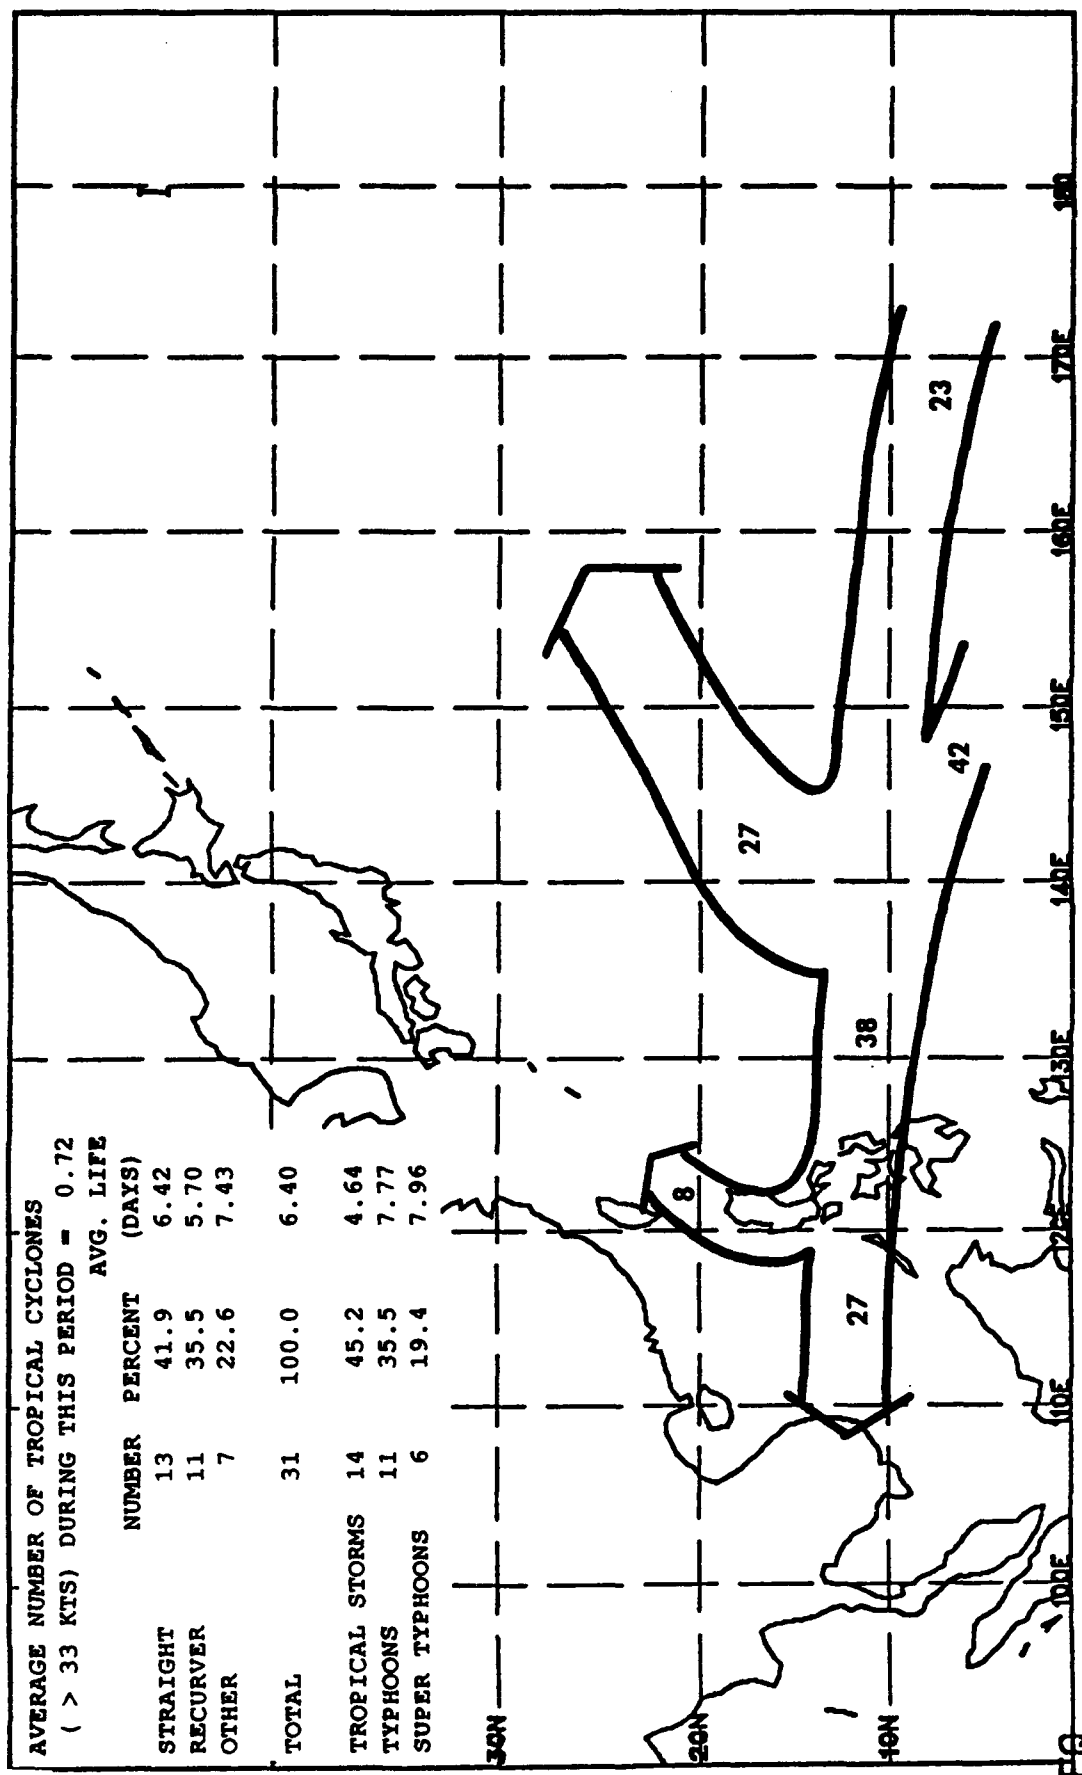 AVERAGE NUMBER OF TROPICAL CYCLONES
( > 33 KTS) DURING THIS PERIOD = 0.72
AVG. LIFE
NUMBER PERCENT (DAYS)
STRAIGHT 13 41.9 6.42
RECURVER 11 35.5 5.70
OTHER 7 22.6 7.43
TOTAL 31 100.0 6.40
TROPICAL STORMS 14 45.2 4.64
TYPHOONS 11 35.5 7.77
SUPER TYPHOONS 6 19.4 7.96
30N
20N
10N
8
27
27
38
42
23
100E
110E
120E
130E
140E
150E
160E
170E
180